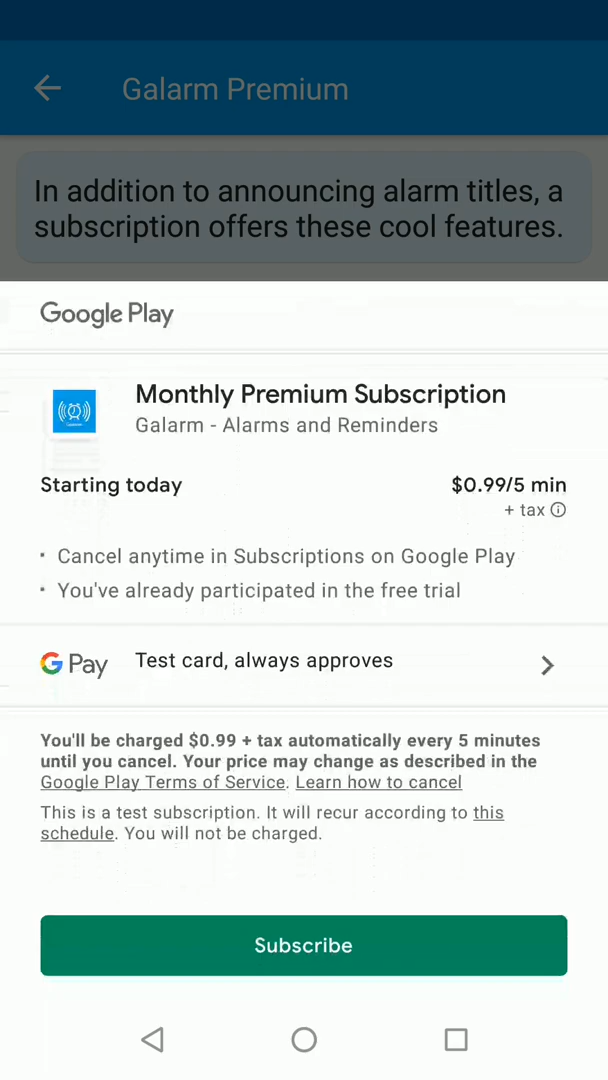 Galarm Premium
In addition to announcing alarm titles, a
subscription offers these cool features.
Google Play
Monthly Premium Subscription
Galarm - Alarms and Reminders
Starting today
$0.99/5 min
+ tax
• Cancel anytime in Subscriptions on Google Play
• You've already participated in the free trial
G Pay
Test card, always approves
You'll be charged $0.99 + tax automatically every 5 minutes
until you cancel. Your price may change as described in the
Google Play Terms of Service. Learn how to cancel
This is a test subscription. It will recur according to this
schedule. You will not be charged.
Subscribe